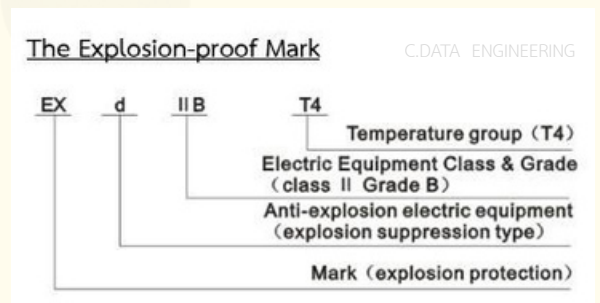 The Explosion-proof Mark
C.DATA ENGINEERING
EX d II B T4
Temperature group (T4)
Electric Equipment Class & Grade
(class II Grade B)
Anti-explosion electric equipment
(explosion suppression type)
Mark (explosion protection)